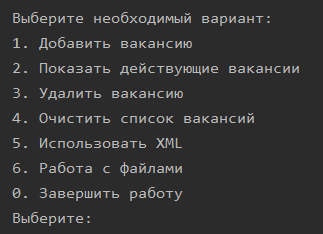 Выберите необходимый вариант:
1. Добавить вакансию
2. Показать действующие вакансии
3. Удалить вакансию
4. Очистить список вакансий
5. Использовать XML
6. Работа с файлами
0. Завершить работу
Выберите: